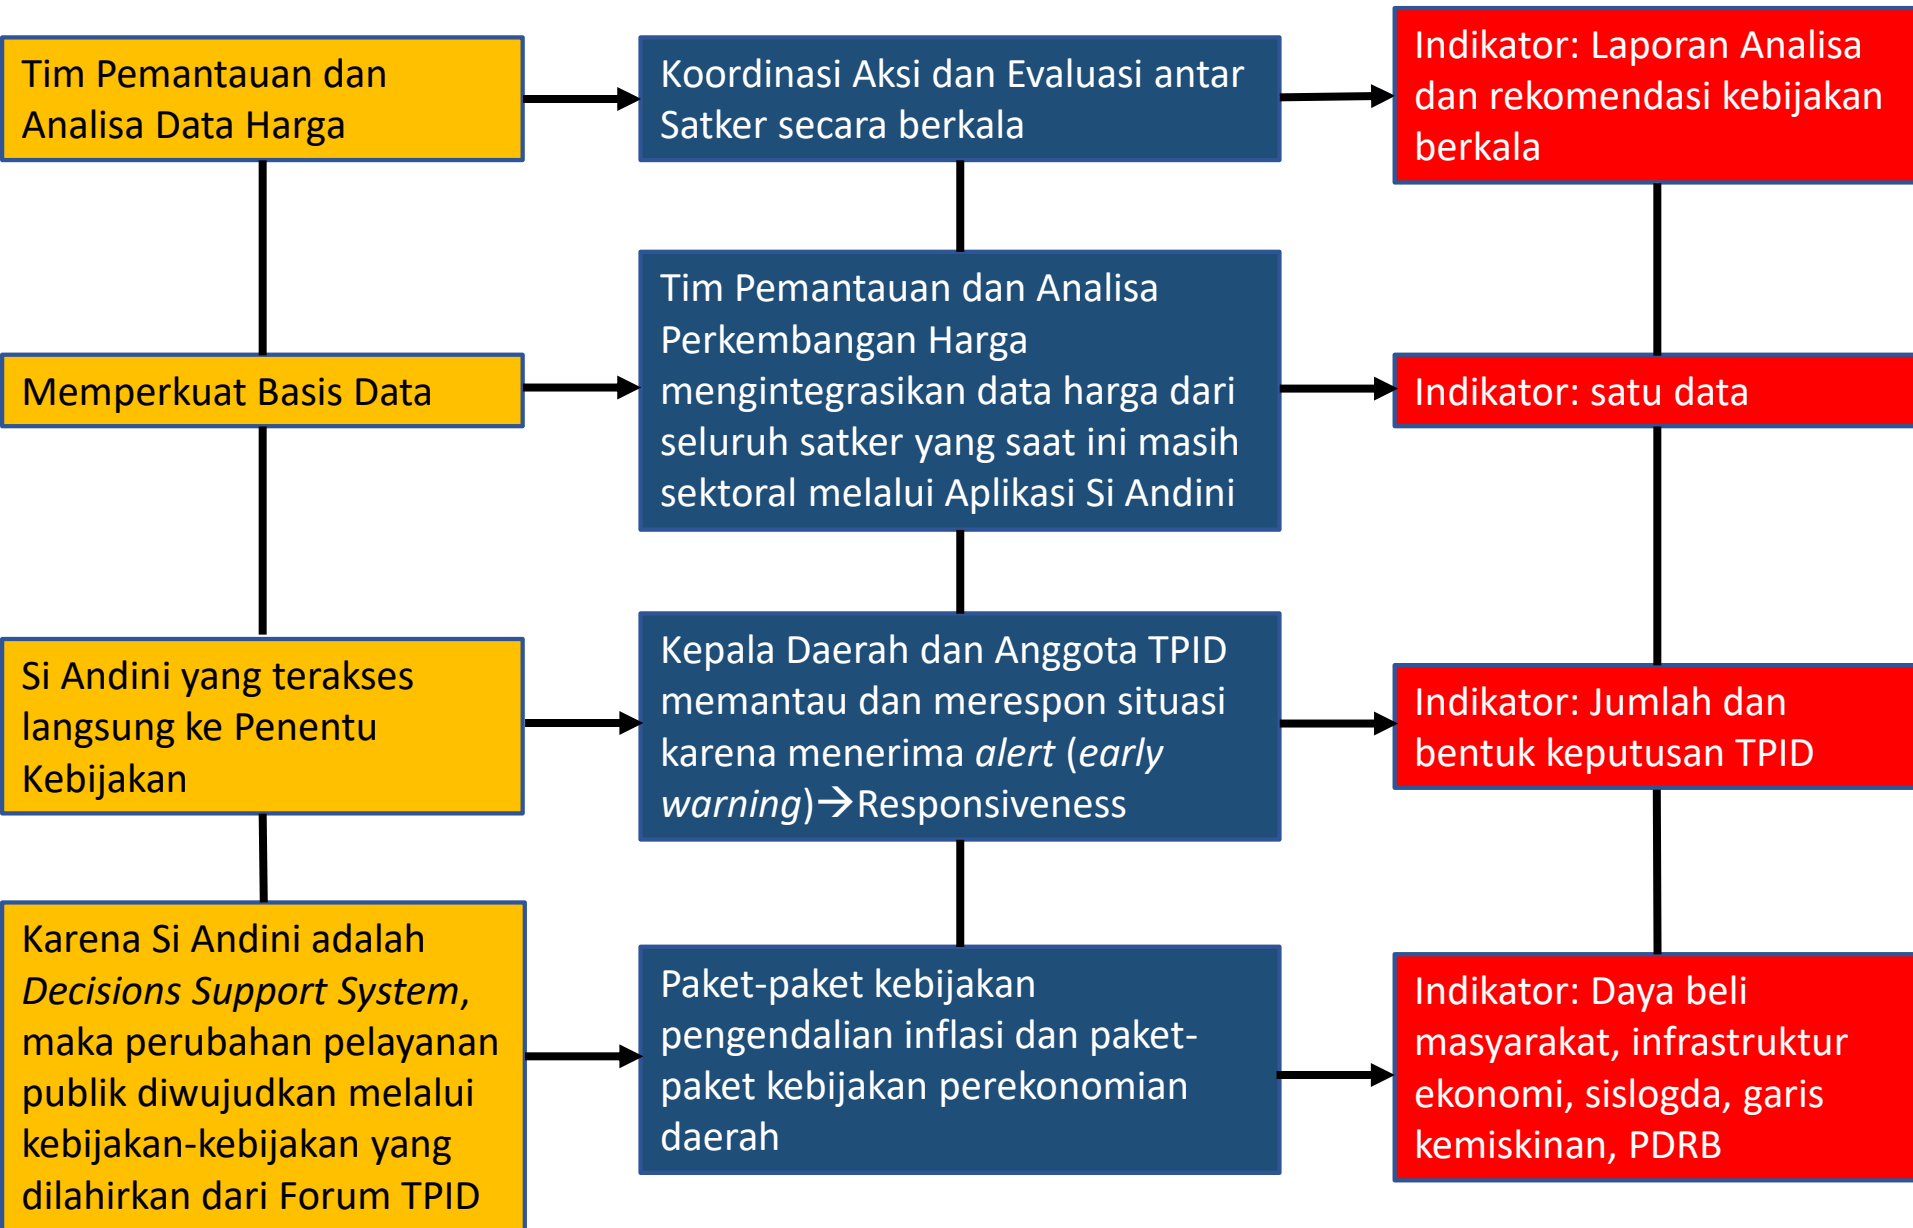 Tim Pemantauan dan
Analisa Data Harga
Koordinasi Aksi dan Evaluasi antar
Satker secara berkala
Indikator: Laporan Analisa
dan rekomendasi kebijakan
berkala
Memperkuat Basis Data
Tim Pemantauan dan Analisa
Perkembangan Harga
mengintegrasikan data harga dari
seluruh satker yang saat ini masih
sektoral melalui Aplikasi Si Andini
Indikator: satu data
Si Andini yang terakses
langsung ke Penentu
Kebijakan
Kepala Daerah dan Anggota TPID
memantau dan merespon situasi
karena menerima alert (early
warning)→Responsiveness
Indikator: Jumlah dan
bentuk keputusan TPID
Karena Si Andini adalah
Decisions Support System,
maka perubahan pelayanan
publik diwujudkan melalui
kebijakan-kebijakan yang
dilahirkan dari Forum TPID
Paket-paket kebijakan
pengendalian inflasi dan paket-
paket kebijakan perekonomian
daerah
Indikator: Daya beli
masyarakat, infrastruktur
ekonomi, sislogda, garis
kemiskinan, PDRB